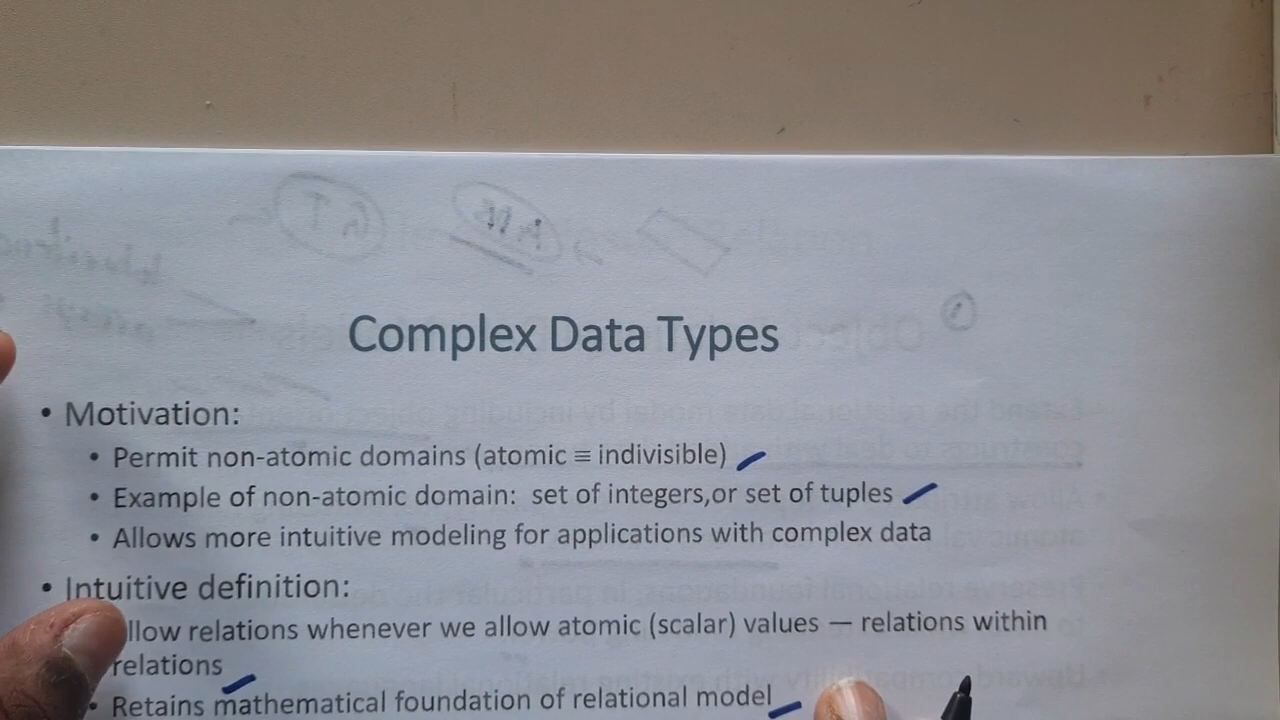 Complex Data Types
• Motivation:
• Permit non-atomic domains (atomic ≡ indivisible)
• Example of non-atomic domain: set of integers,or set of tuples
• Allows more intuitive modeling for applications with complex data
• Intuitive definition:
llow relations whenever we allow atomic (scalar) values — relations within
relations
• Retains mathematical foundation of relational model